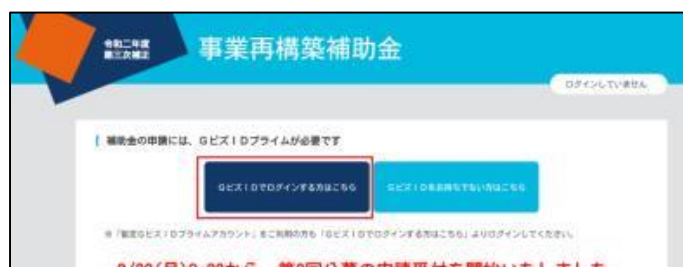 令和二年度
第三次補正
事業再構築補助金
ログインしていません
補助金の申請には、GビズIDプライムが必要です
GビズIDでログインする方はこちら
GビズIDをお持ちでない方はこちら
※「暫定GビズIDプライムアカウント」をご利用の方も「GビズIDでログインする方はこちら」よりログインしてください。
から 第2回公募の申請受付を開始いたしました